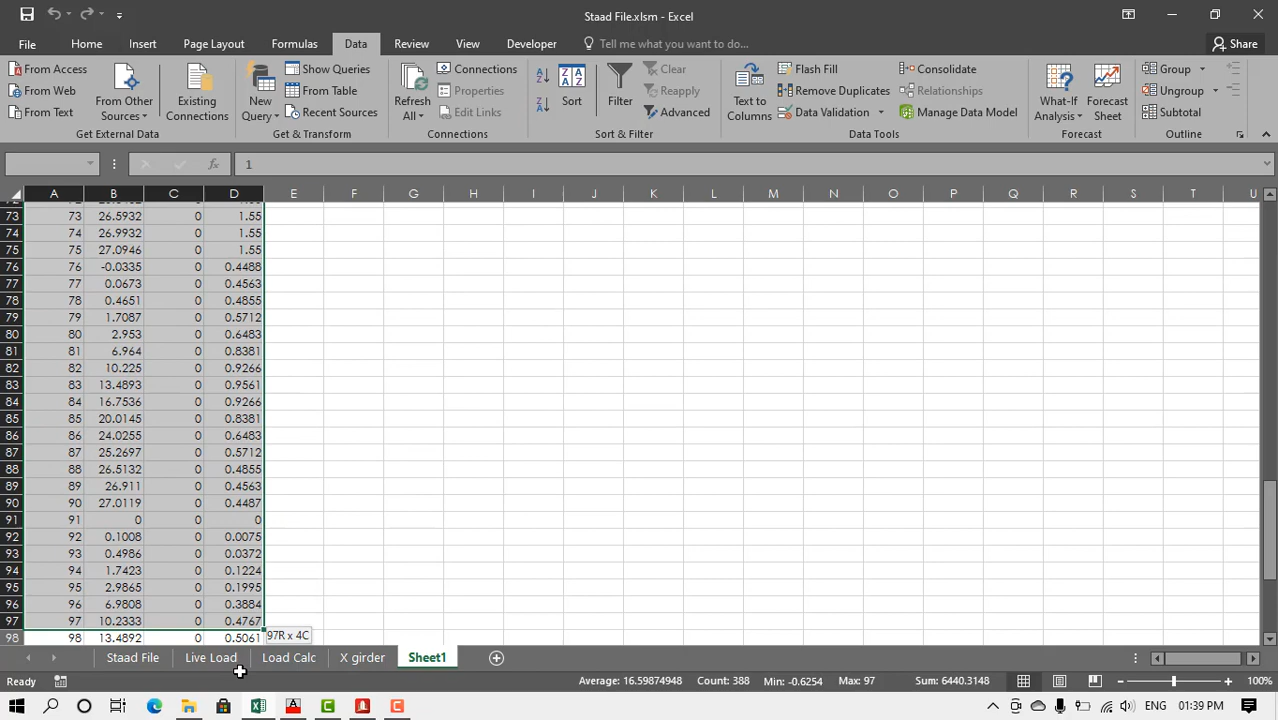 Staad File.xlsm - Excel
File Home Insert Page Layout Formulas Data Review View Developer Tell me what you want to do... Share
From Access
From Web
From Text
From Other Sources
Existing Connections
Get External Data
New Query
Show Queries
From Table
Recent Sources
Get & Transform
Refresh All
Connections
Properties
Edit Links
Connections
Sort
Filter
Clear
Reapply
Advanced
Sort & Filter
Text to Columns
Flash Fill
Remove Duplicates
Data Validation
Consolidate
Relationships
Manage Data Model
Data Tools
What-If Analysis
Forecast Sheet
Forecast
Group
Ungroup
Subtotal
Outline
fx 1
A B C D E F G H I J K L M N O P Q R S T U
73 73 26.5932 0 1.55
74 74 26.9932 0 1.55
75 75 27.0946 0 1.55
76 76 -0.0335 0 0.4488
77 77 0.0673 0 0.4563
78 78 0.4651 0 0.4855
79 79 1.7087 0 0.5712
80 80 2.953 0 0.6483
81 81 6.964 0 0.8381
82 82 10.225 0 0.9266
83 83 13.4893 0 0.9561
84 84 16.7536 0 0.9266
85 85 20.0145 0 0.8381
86 86 24.0255 0 0.6483
87 87 25.2697 0 0.5712
88 88 26.5132 0 0.4855
89 89 26.911 0 0.4563
90 90 27.0119 0 0.4487
91 91 0 0 0
92 92 0.1008 0 0.0075
93 93 0.4986 0 0.0372
94 94 1.7423 0 0.1224
95 95 2.9865 0 0.1995
96 96 6.9808 0 0.3884
97 97 10.2333 0 0.4767
97R x 4C
98 98 13.4892 0 0.5061
Staad File Live Load Load Calc X girder Sheet1
Ready Average: 16.59874948 Count: 388 Min: -0.6254 Max: 97 Sum: 6440.3148 100%
ENG 01:39 PM